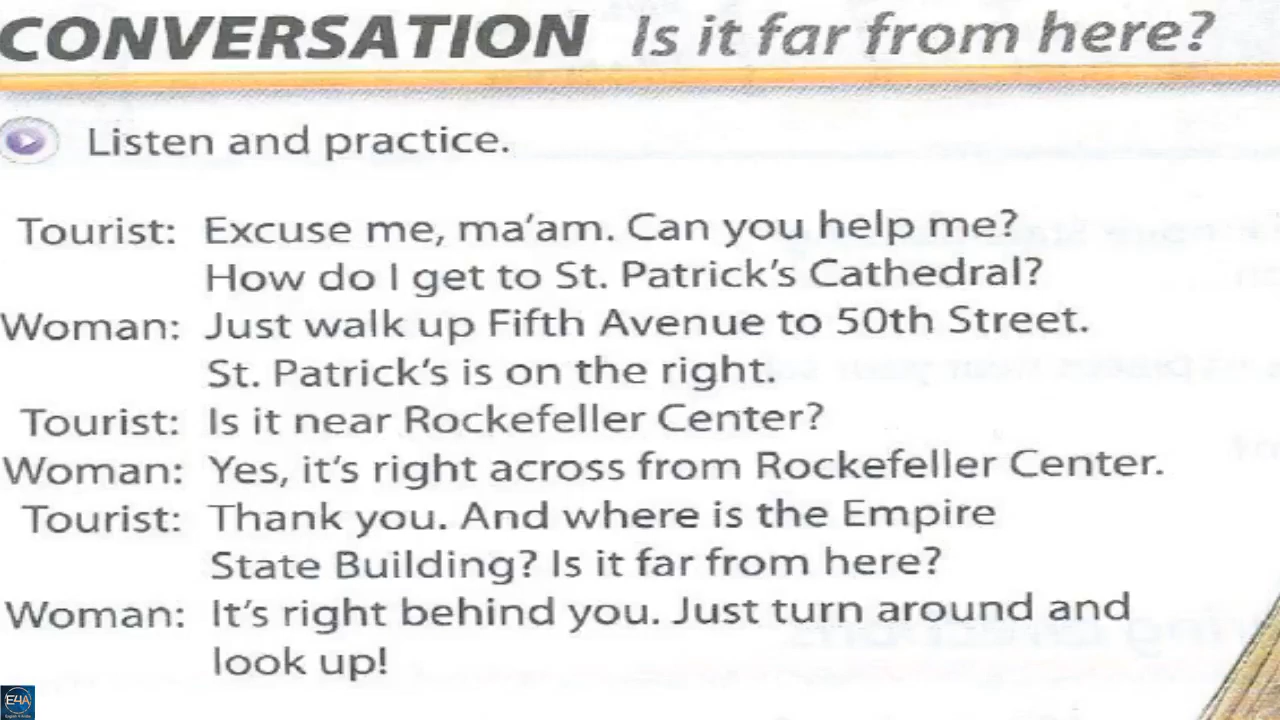 CONVERSATION Is it far from here?
Listen and practice.
Tourist: Excuse me, ma'am. Can you help me?
How do I get to St. Patrick's Cathedral?
Woman: Just walk up Fifth Avenue to 50th Street.
St. Patrick's is on the right.
Tourist: Is it near Rockefeller Center?
Woman: Yes, it's right across from Rockefeller Center.
Tourist: Thank you. And where is the Empire
State Building? Is it far from here?
Woman: It's right behind you. Just turn around and
look up!
E4A